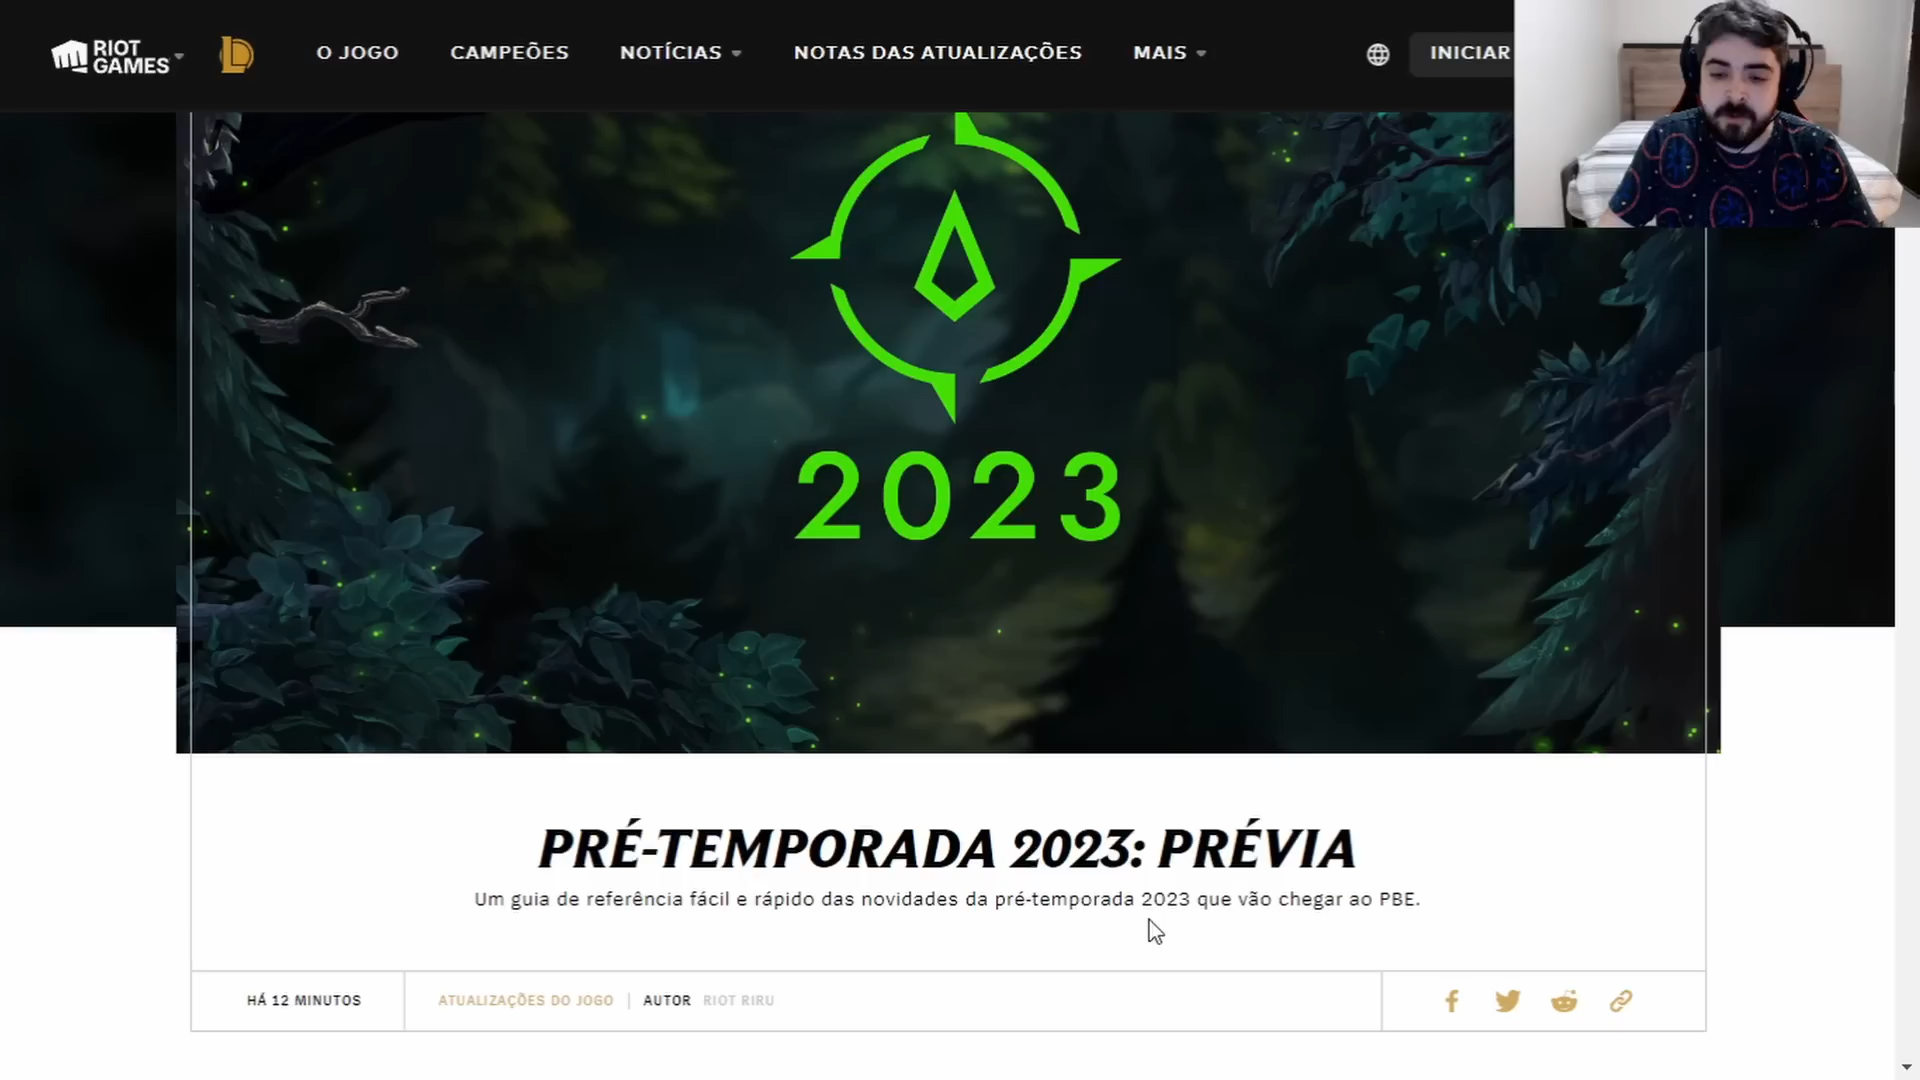 RIOT GAMES
O JOGO
CAMPEÕES
NOTÍCIAS
NOTAS DAS ATUALIZAÇÕES
MAIS
INICIAR
2023
PRÉ-TEMPORADA 2023: PRÉVIA
Um guia de referência fácil e rápido das novidades da pré-temporada 2023 que vão chegar ao PBE.
HÁ 12 MINUTOS
ATUALIZAÇÕES DO JOGO | AUTOR RIOT RIRU